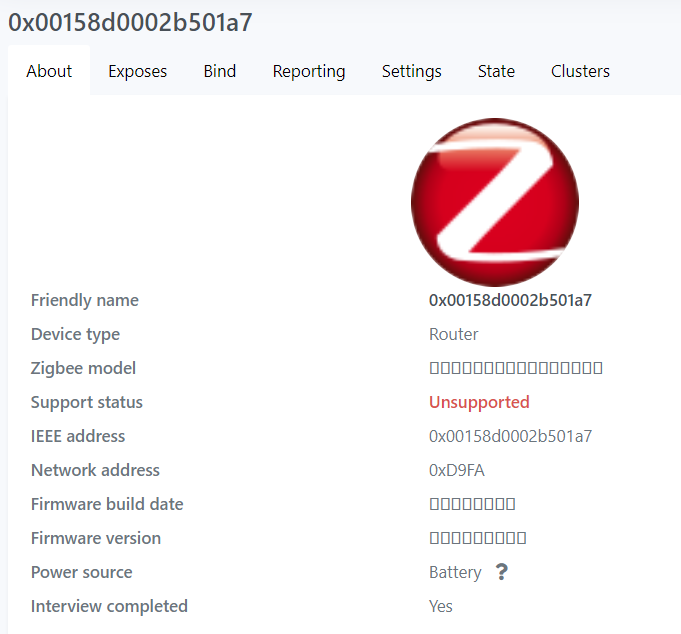 0x00158d0002b501a7
About Exposes Bind Reporting Settings State Clusters
Friendly name 0x00158d0002b501a7
Device type Router
Zigbee model
Support status Unsupported
IEEE address 0x00158d0002b501a7
Network address 0xD9FA
Firmware build date
Firmware version
Power source Battery ?
Interview completed Yes